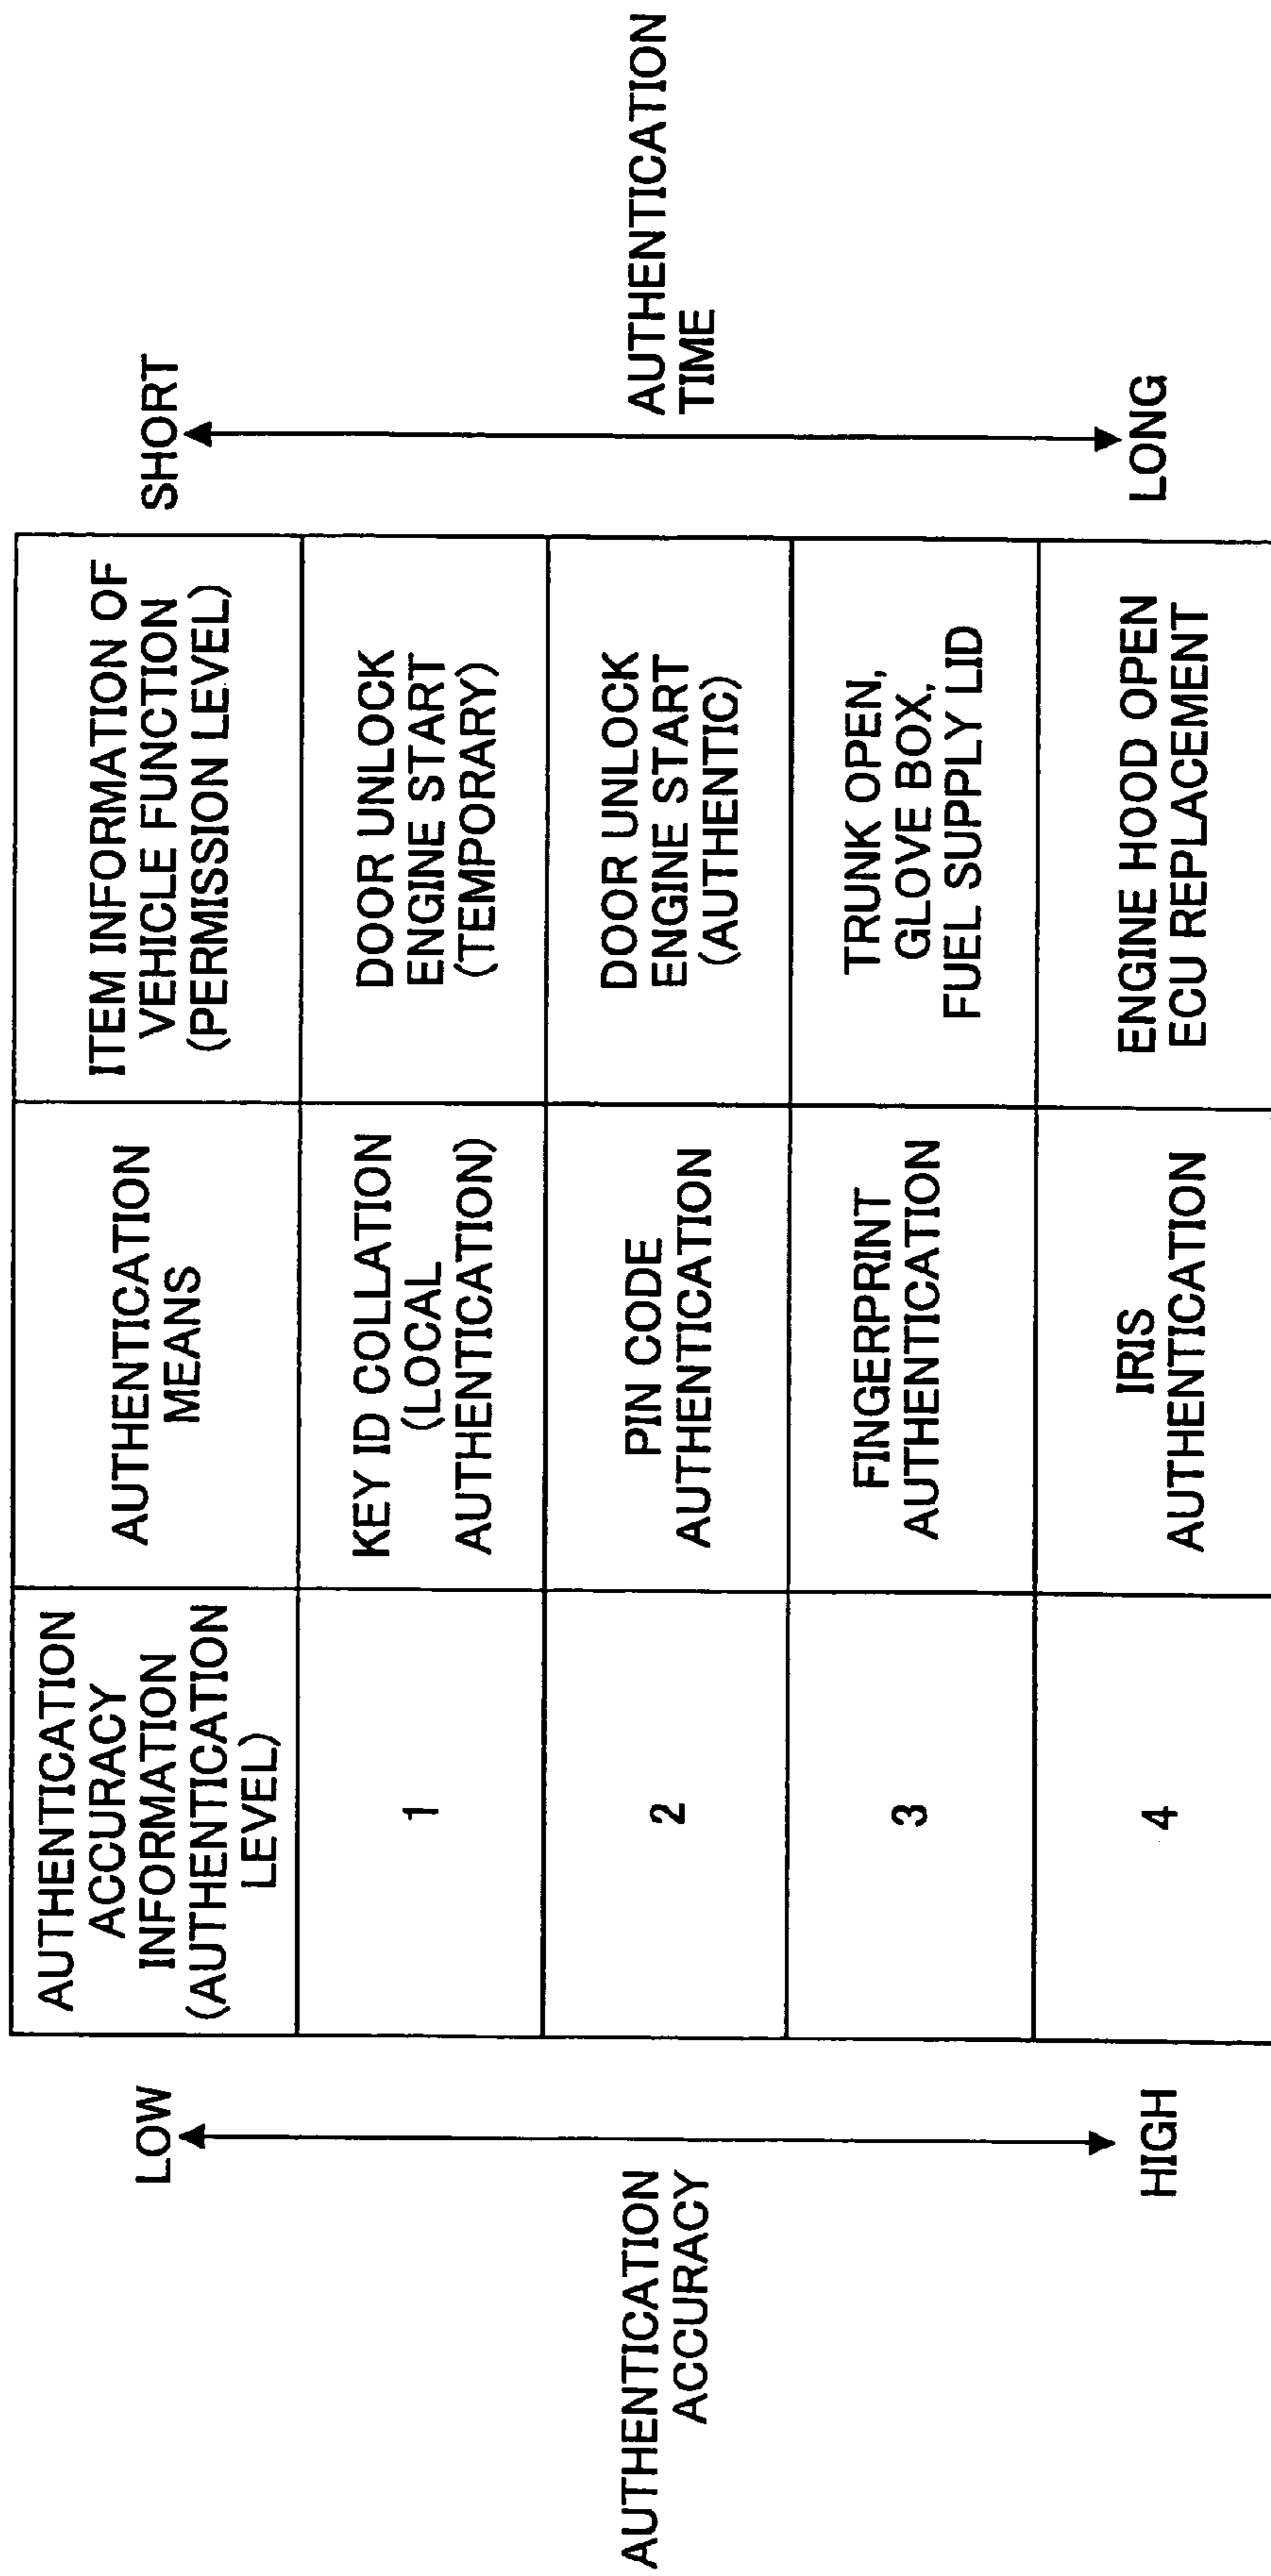 LOW
AUTHENTICATION
ACCURACY
HIGH
AUTHENTICATION
ACCURACY
INFORMATION
(AUTHENTICATION
LEVEL)
AUTHENTICATION
MEANS
ITEM INFORMATION OF
VEHICLE FUNCTION
(PERMISSION LEVEL)
1
KEY ID COLLATION
(LOCAL
AUTHENTICATION)
DOOR UNLOCK
ENGINE START
(TEMPORARY)
2
PIN CODE
AUTHENTICATION
DOOR UNLOCK
ENGINE START
(AUTHENTIC)
3
FINGERPRINT
AUTHENTICATION
TRUNK OPEN,
GLOVE BOX,
FUEL SUPPLY LID
4
IRIS
AUTHENTICATION
ENGINE HOOD OPEN
ECU REPLACEMENT
SHORT
AUTHENTICATION
TIME
LONG